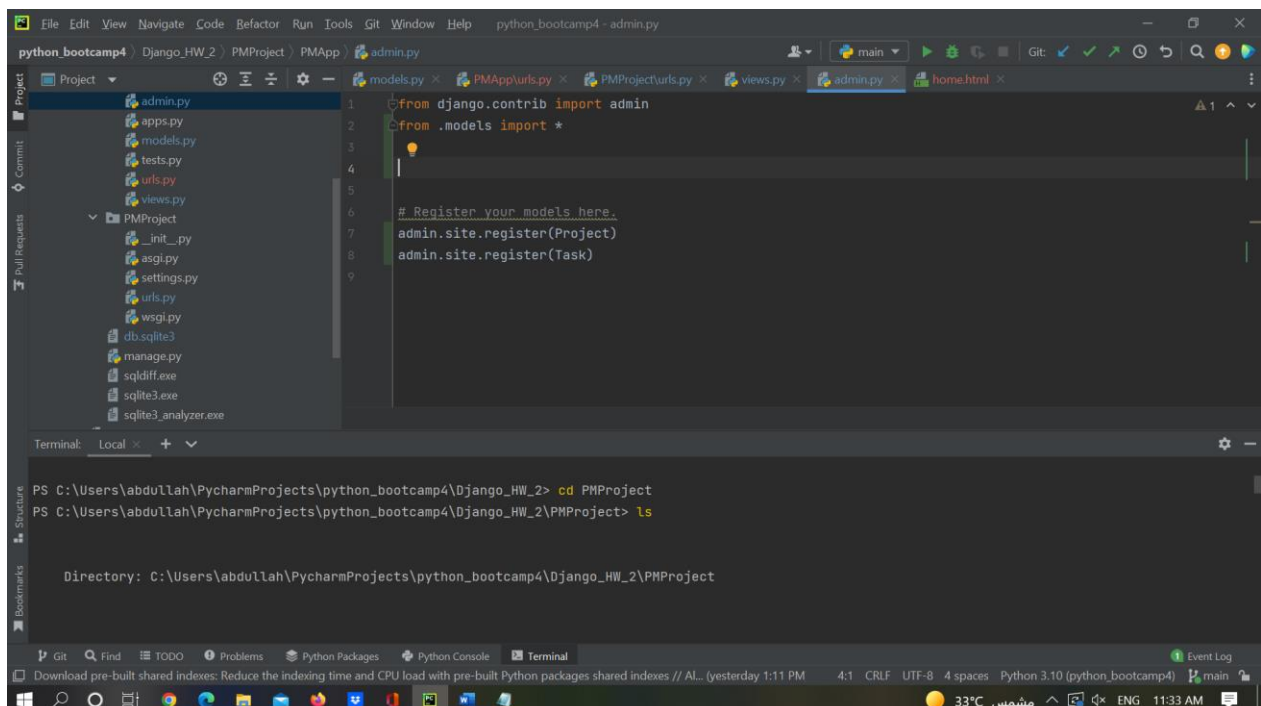 File Edit View Navigate Code Refactor Run Tools Git Window Help python_bootcamp4 - admin.py
python_bootcamp4 Django_HW_2 PMProject PMApp admin.py main Git:
Project models.py PMApp\urls.py PMProject\urls.py views.py admin.py home.html
Project
Commit
Pull Requests
admin.py
apps.py
models.py
tests.py
urls.py
views.py
PMProject
__init__.py
asgi.py
settings.py
urls.py
wsgi.py
db.sqlite3
manage.py
sqldiff.exe
sqlite3.exe
sqlite3_analyzer.exe
1 from django.contrib import admin
2 from .models import *
3
4
5
6 # Register your models here.
7 admin.site.register(Project)
8 admin.site.register(Task)
9
1
Terminal: Local
PS C:\Users\abdullah\PycharmProjects\python_bootcamp4\Django_HW_2> cd PMProject
PS C:\Users\abdullah\PycharmProjects\python_bootcamp4\Django_HW_2\PMProject> ls
Directory: C:\Users\abdullah\PycharmProjects\python_bootcamp4\Django_HW_2\PMProject
Structure
Bookmarks
Git Find TODO Problems Python Packages Python Console Terminal 1 Event Log
Download pre-built shared indexes: Reduce the indexing time and CPU load with pre-built Python packages shared indexes // Al... (yesterday 1:11 PM 4:1 CRLF UTF-8 4 spaces Python 3.10 (python_bootcamp4) main
33°C مشمس ENG 11:33 AM